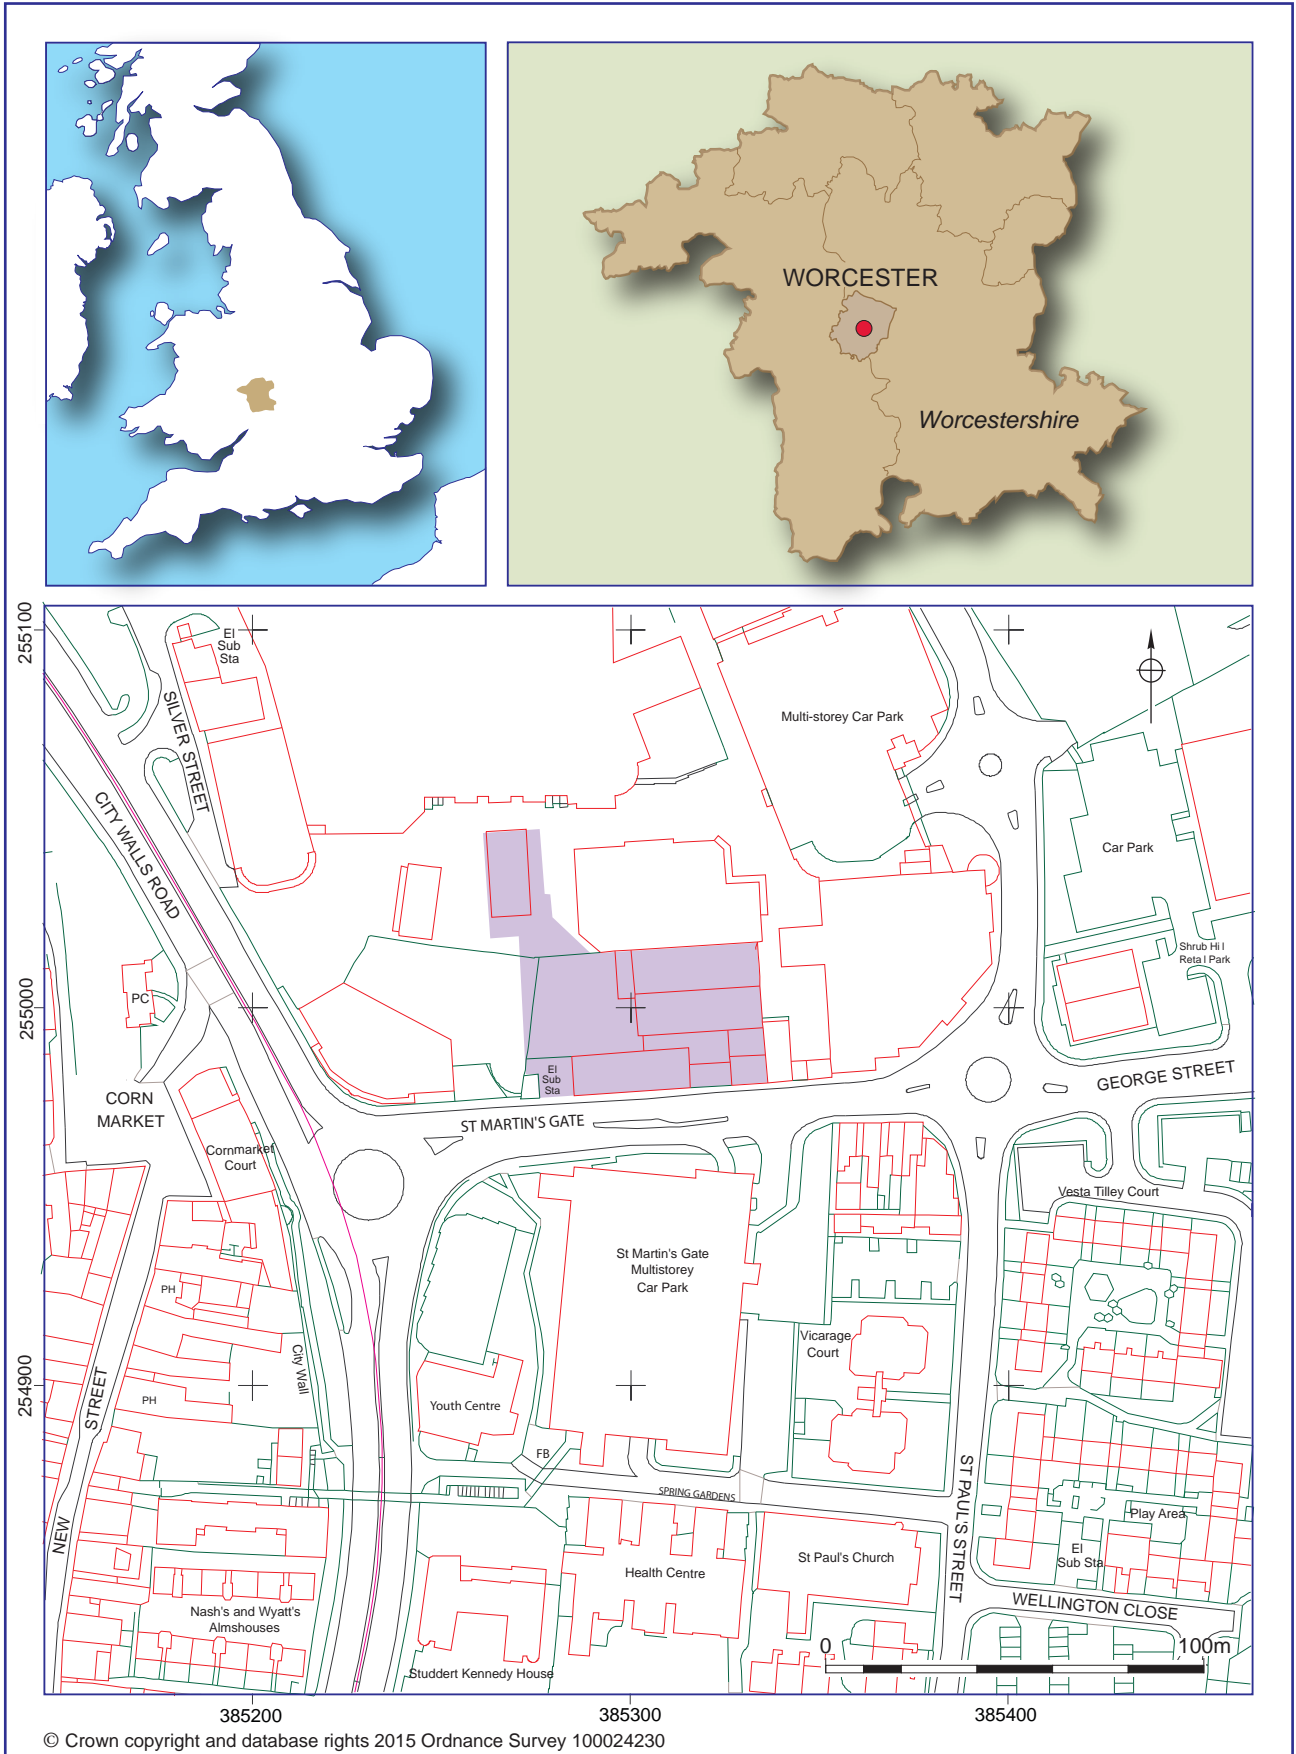 WORCESTER
Worcestershire
255100
255000
254900
El
Sub
Sta
SILVER STREET
CITY WALLS ROAD
Multi-storey Car Park
Car Park
Shrub Hi l
Reta l Park
PC
CORN
MARKET
El
Sub
Sta
ST MARTIN'S GATE
GEORGE STREET
Cornmarket
Court
Vesta Tilley Court
St Martin's Gate
Multistorey
Car Park
PH
City Wall
Vicarage
Court
PH
Youth Centre
FB
SPRING GARDENS
NEW STREET
ST PAUL'S STREET
Play Area
El
Sub Sta
St Paul's Church
Health Centre
WELLINGTON CLOSE
Nash's and Wyatt's
Almshouses
Studdert Kennedy House
0 100m
385200 385300 385400
© Crown copyright and database rights 2015 Ordnance Survey 100024230